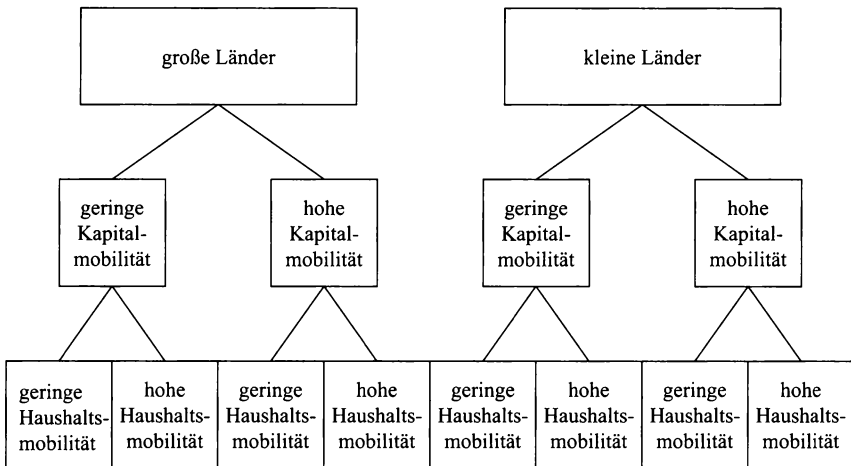 große Länder
kleine Länder
geringe
Kapital-
mobilität
hohe
Kapital-
mobilität
geringe
Kapital-
mobilität
hohe
Kapital-
mobilität
geringe
Haushalts-
mobilität
hohe
Haushalts-
mobilität
geringe
Haushalts-
mobilität
hohe
Haushalts-
mobilität
geringe
Haushalts-
mobilität
hohe
Haushalts-
mobilität
geringe
Haushalts-
mobilität
hohe
Haushalts-
mobilität